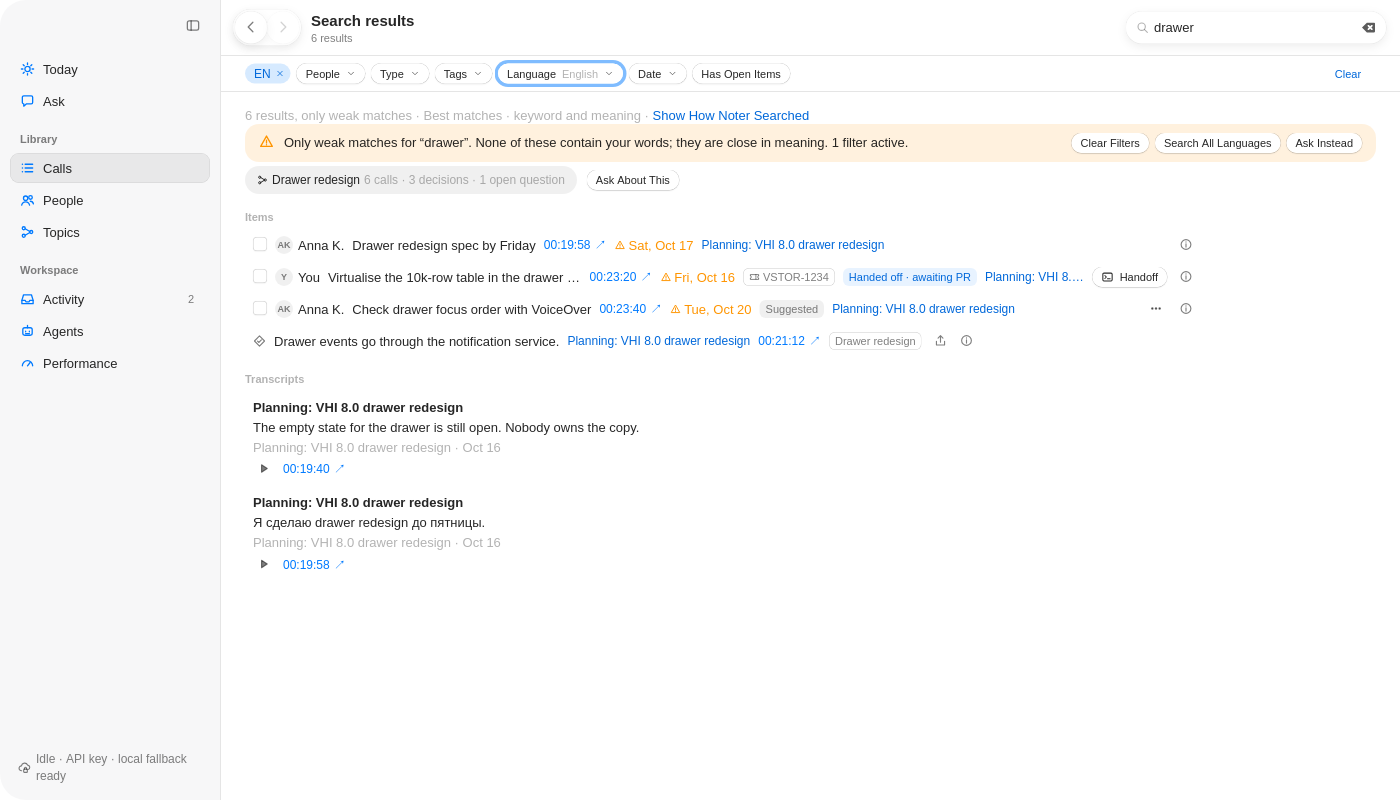 Search results
6 results
drawer
EN ×
People
Type
Tags
Language English
Date
Has Open Items
Clear
Today
Ask
Library
Calls
People
Topics
Workspace
Activity 2
Agents
Performance
Idle · API key · local fallback
ready
6 results, only weak matches · Best matches · keyword and meaning · Show How Noter Searched
Only weak matches for “drawer”. None of these contain your words; they are close in meaning. 1 filter active.
Clear Filters
Search All Languages
Ask Instead
Drawer redesign 6 calls · 3 decisions · 1 open question
Ask About This
Items
AK Anna K. Drawer redesign spec by Friday 00:19:58 Sat, Oct 17 Planning: VHI 8.0 drawer redesign
Y You Virtualise the 10k-row table in the drawer … 00:23:20 Fri, Oct 16 VSTOR-1234 Handed off · awaiting PR Planning: VHI 8.… Handoff
AK Anna K. Check drawer focus order with VoiceOver 00:23:40 Tue, Oct 20 Suggested Planning: VHI 8.0 drawer redesign
Drawer events go through the notification service. Planning: VHI 8.0 drawer redesign 00:21:12 Drawer redesign
Transcripts
Planning: VHI 8.0 drawer redesign
The empty state for the drawer is still open. Nobody owns the copy.
Planning: VHI 8.0 drawer redesign · Oct 16
00:19:40
Planning: VHI 8.0 drawer redesign
Я сделаю drawer redesign до пятницы.
Planning: VHI 8.0 drawer redesign · Oct 16
00:19:58